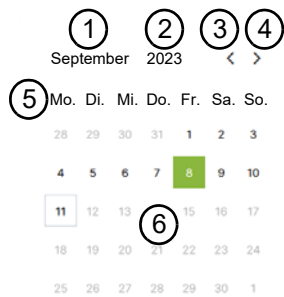 1 2 3 4
September 2023 < >
5 Mo. Di. Mi. Do. Fr. Sa. So.
28 29 30 31 1 2 3
4 5 6 7 8 9 10
11 12 13 15 16 17
6
18 19 20 21 22 23 24
25 26 27 28 29 30 1